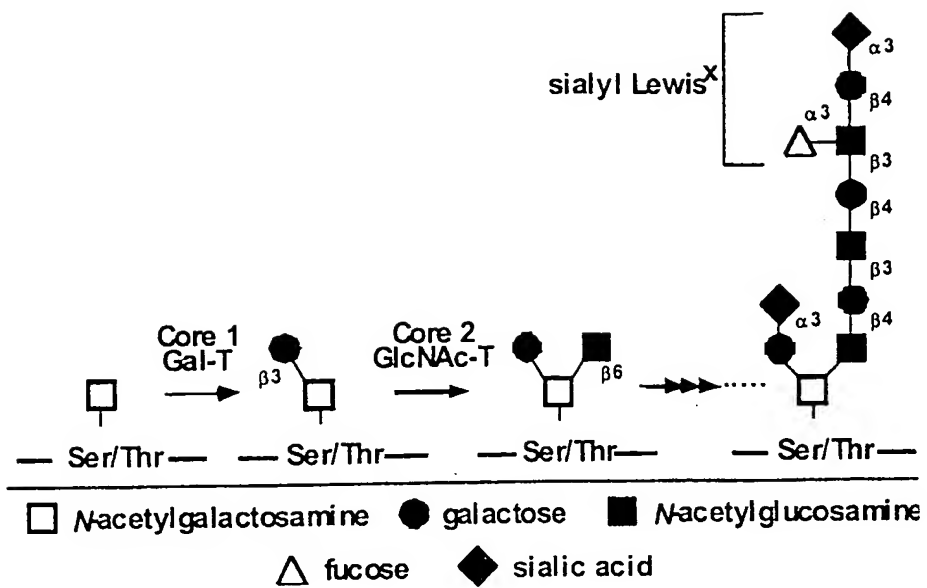 α3
sialyl Lewis^x
β4
α3
β3
β4
β3
Core 1
Gal-T
Core 2
GlcNAc-T
α3
β4
β3
β6
Ser/Thr Ser/Thr Ser/Thr Ser/Thr
N-acetylgalactosamine galactose N-acetylglucosamine
fucose sialic acid